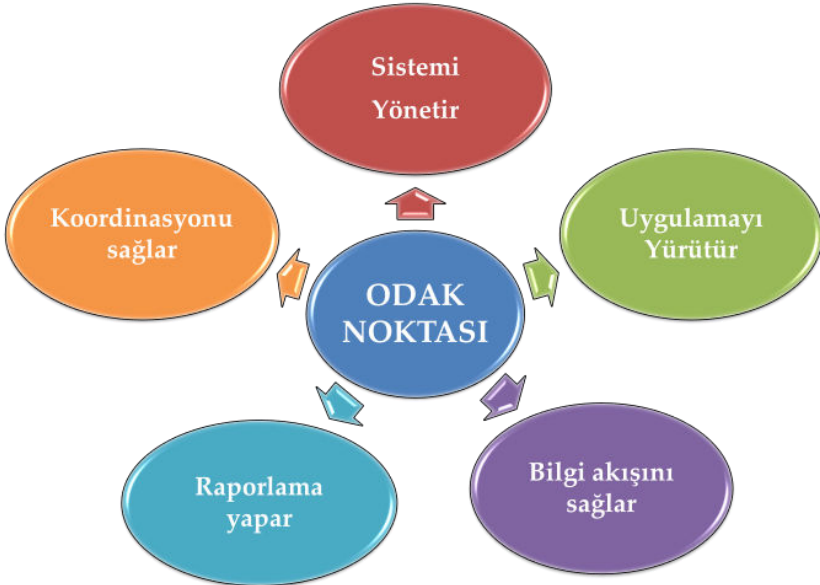 Sistemi
Yönetir
Koordinasyonu
sağlar
Uygulamayı
Yürütür
ODAK
NOKTASI
Raporlama
yapar
Bilgi akışını
sağlar